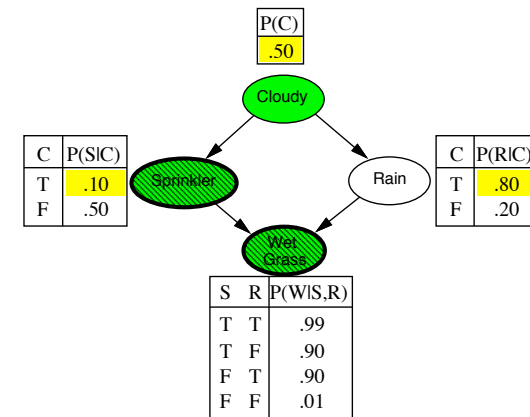 P(C)
.50
Cloudy
C P(S|C)
T .10
F .50
Sprinkler
Rain
C P(R|C)
T .80
F .20
Wet
Grass
S R P(W|S,R)
T T .99
T F .90
F T .90
F F .01